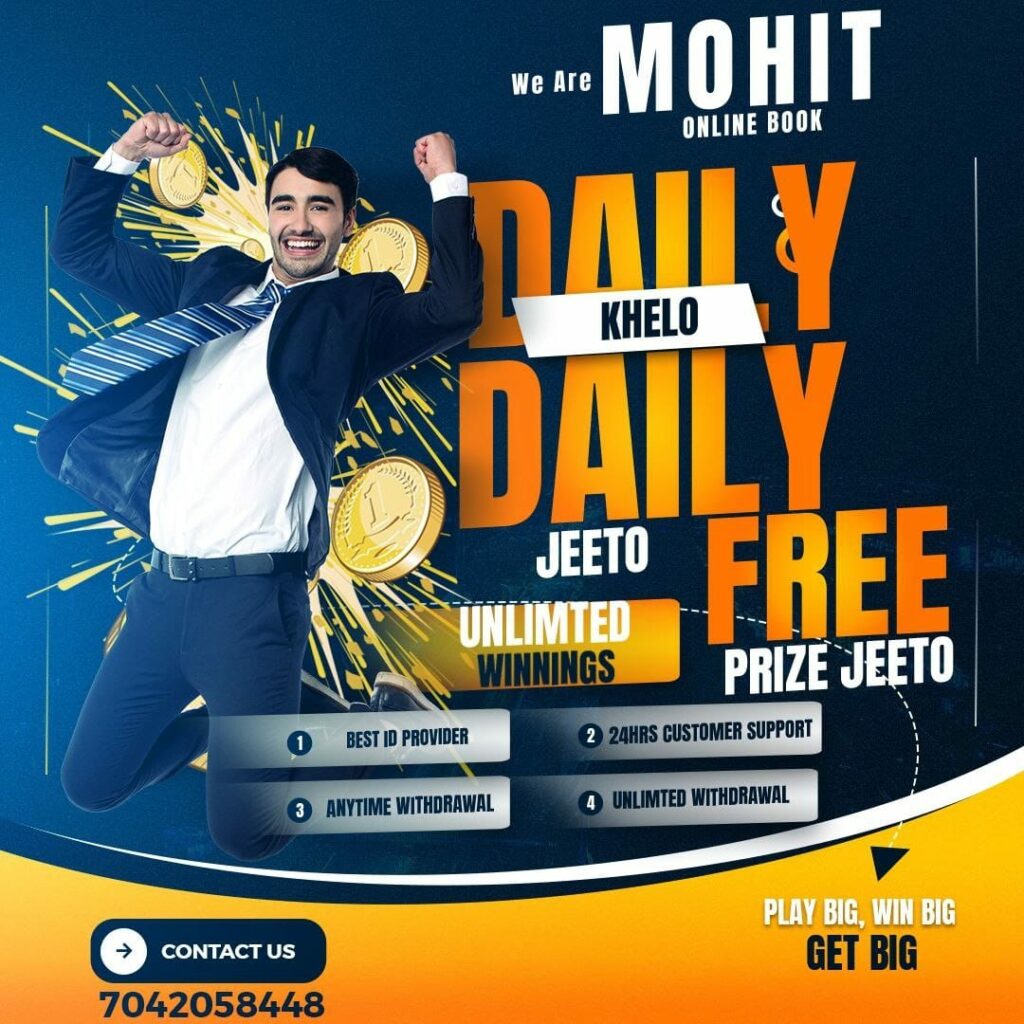 We Are MOHIT
ONLINE BOOK
DAILY
KHELO
DAILY
JEETO
FREE
UNLIMTED
WINNINGS
PRIZE JEETO
1 BEST ID PROVIDER
2 24HRS CUSTOMER SUPPORT
3 ANYTIME WITHDRAWAL
4 UNLIMTED WITHDRAWAL
PLAY BIG, WIN BIG
GET BIG
CONTACT US
7042058448